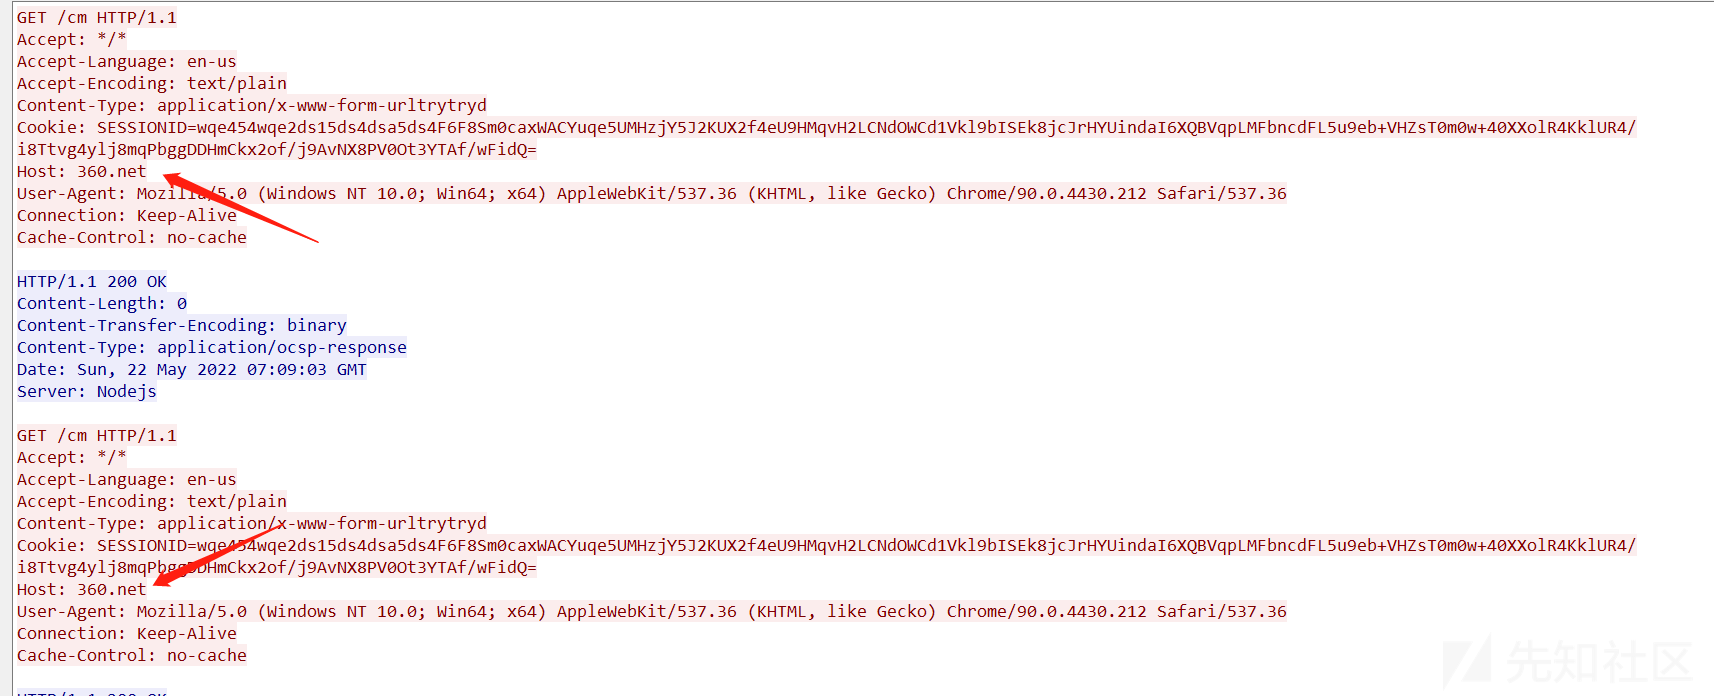 GET /cm HTTP/1.1
Accept: */*
Accept-Language: en-us
Accept-Encoding: text/plain
Content-Type: application/x-www-form-urltrytryd
Cookie: SESSIONID=wqe454wqe2ds15ds4dsa5ds4F6F8Sm0caxWACYuqe5UMHzjY5J2KUX2f4eU9HMqvH2LCNdOWCd1Vkl9bISEk8jcJrHYUindaI6XQBVqpLMFbncdFL5u9eb+VHZsT0m0w+40XXolR4KklUR4/
i8Ttvg4ylj8mqPbggDDHmCkx2of/j9AvNX8PV0Ot3YTAf/wFidQ=
Host: 360.net
User-Agent: Mozilla/5.0 (Windows NT 10.0; Win64; x64) AppleWebKit/537.36 (KHTML, like Gecko) Chrome/90.0.4430.212 Safari/537.36
Connection: Keep-Alive
Cache-Control: no-cache
HTTP/1.1 200 OK
Content-Length: 0
Content-Transfer-Encoding: binary
Content-Type: application/ocsp-response
Date: Sun, 22 May 2022 07:09:03 GMT
Server: Nodejs
GET /cm HTTP/1.1
Accept: */*
Accept-Language: en-us
Accept-Encoding: text/plain
Content-Type: application/x-www-form-urltrytryd
Cookie: SESSIONID=wqe454wqe2ds15ds4dsa5ds4F6F8Sm0caxWACYuqe5UMHzjY5J2KUX2f4eU9HMqvH2LCNdOWCd1Vkl9bISEk8jcJrHYUindaI6XQBVqpLMFbncdFL5u9eb+VHZsT0m0w+40XXolR4KklUR4/
i8Ttvg4ylj8mqPbggDDHmCkx2of/j9AvNX8PV0Ot3YTAf/wFidQ=
Host: 360.net
User-Agent: Mozilla/5.0 (Windows NT 10.0; Win64; x64) AppleWebKit/537.36 (KHTML, like Gecko) Chrome/90.0.4430.212 Safari/537.36
Connection: Keep-Alive
Cache-Control: no-cache
HTTP/1.1 200 OK
先知社区